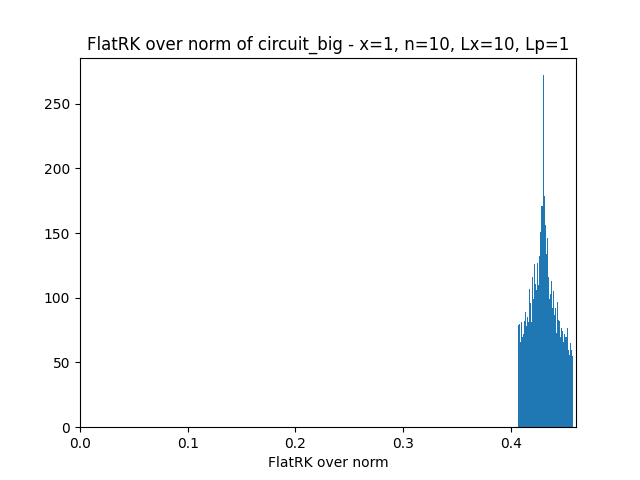 FlatRK over norm of circuit_big - x=1, n=10, Lx=10, Lp=1
250
200
150
100
50
0
0.0 0.1 0.2 0.3 0.4
FlatRK over norm